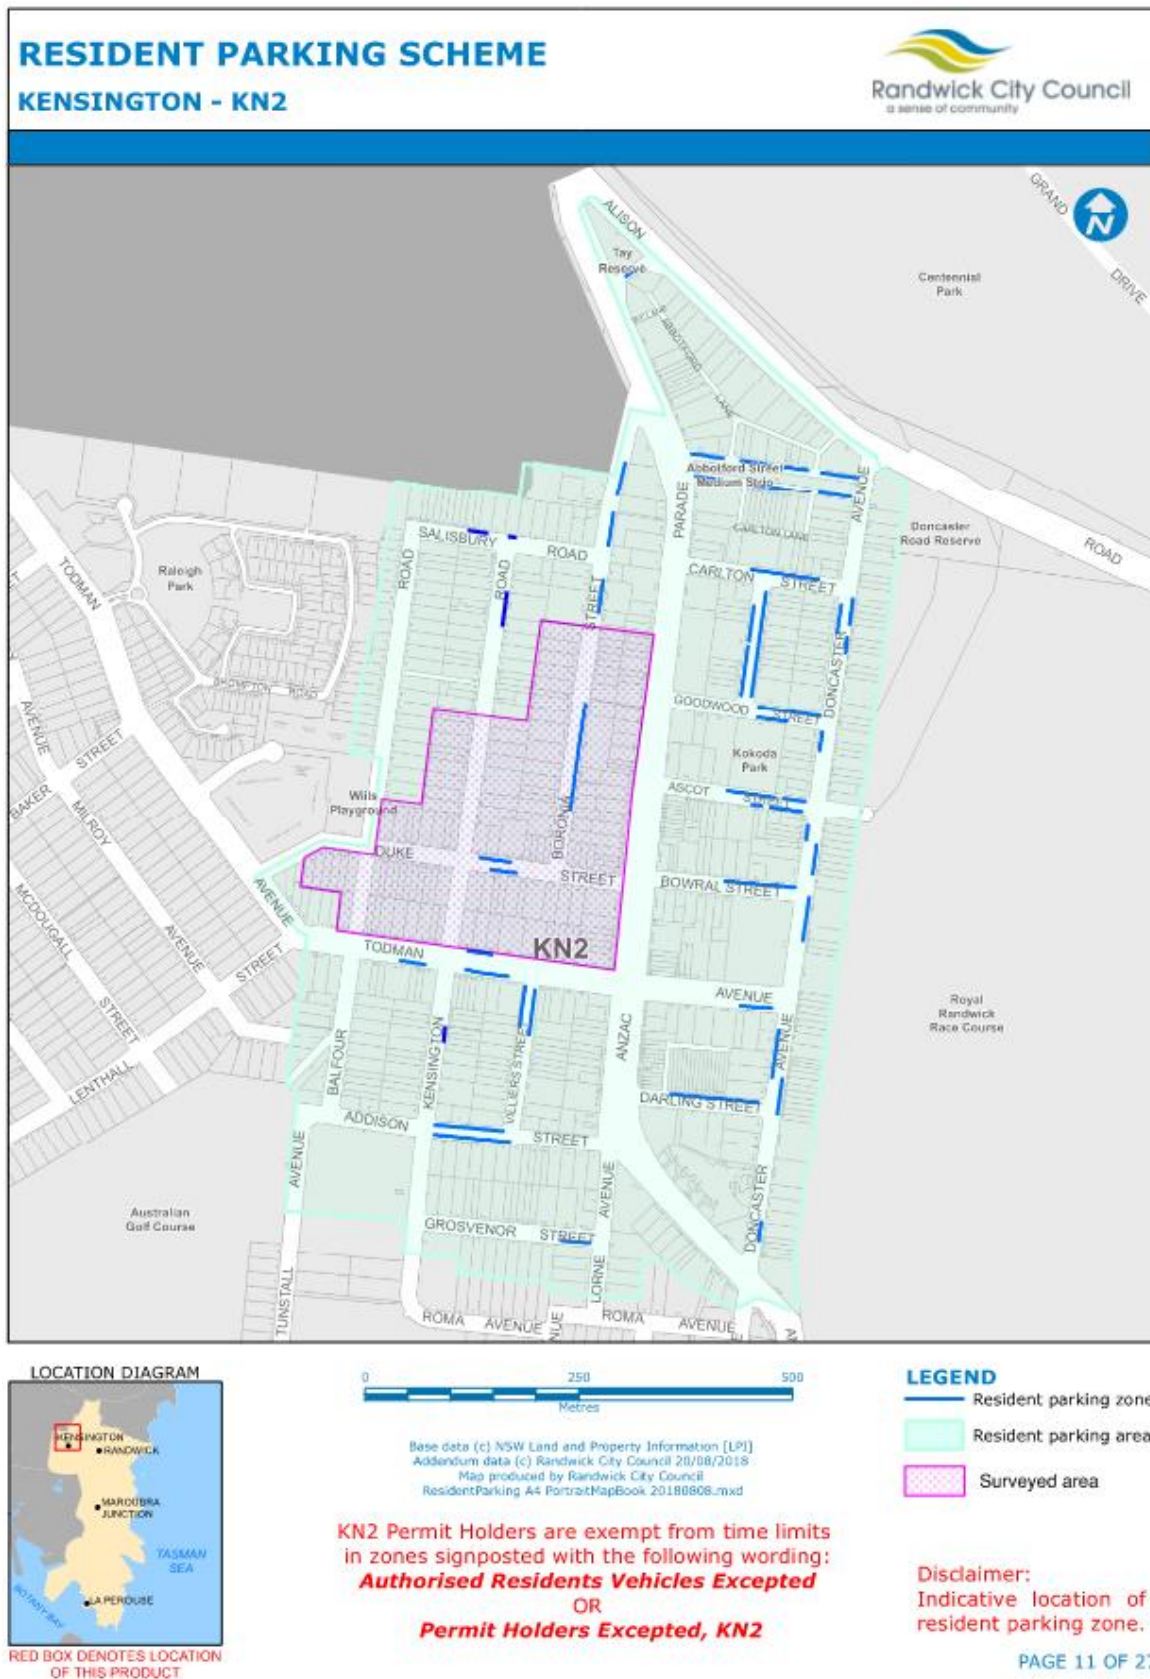 RESIDENT PARKING SCHEME
KENSINGTON - KN2
Randwick City Council
a sense of community
GRAND
DRIVE
N
ALISON
Tay
Reserve
Centennial
Park
ABBOTFORD
LANE
Abbotford Street
Medium Strip
AVENUE
PARADE
CARLTON LANE
Doncaster
Road Reserve
ROAD
SALISBURY
ROAD
ROAD
ROAD
STREET
CARLTON
STREET
TODMAN
Raleigh
Park
BROMPTON ROAD
DONCASTER
GOODWOOD
STREET
Kokoda
Park
AVENUE
STREET
BAKER
MILROY
Wills
Playground
ASCOT
STREET
BORONIA
DUKE
STREET
BOWRAL STREET
AVENUE
MCDOUGALL
AVENUE
STREET
STREET
LENTHALL
TODMAN
KN2
AVENUE
Royal
Randwick
Race Course
ANZAC
AVENUE
BALFOUR
KENSINGTON
VILLIERS STREET
DARLING STREET
ADDISON
STREET
AVENUE
AVENUE
DONCASTER
Australian
Golf Course
GROSVENOR
STREET
LORNE
TUNSTALL
ROMA
AVENUE
NUE
ROMA
AVENUE
LOCATION DIAGRAM
KENSINGTON
RANDWICK
MAROUBRA
JUNCTION
TASMAN
SEA
BOTANY BAY
LA PEROUSE
RED BOX DENOTES LOCATION
OF THIS PRODUCT
0 250 500
Metres
Base data (c) NSW Land and Property Information [LPI]
Addendum data (c) Randwick City Council 20/08/2018
Map produced by Randwick City Council
ResidentParking A4 PortraitMapBook 20180808.mxd
KN2 Permit Holders are exempt from time limits
in zones signposted with the following wording:
Authorised Residents Vehicles Excepted
OR
Permit Holders Excepted, KN2
LEGEND
Resident parking zone
Resident parking area
Surveyed area
Disclaimer:
Indicative location of
resident parking zone.
PAGE 11 OF 27